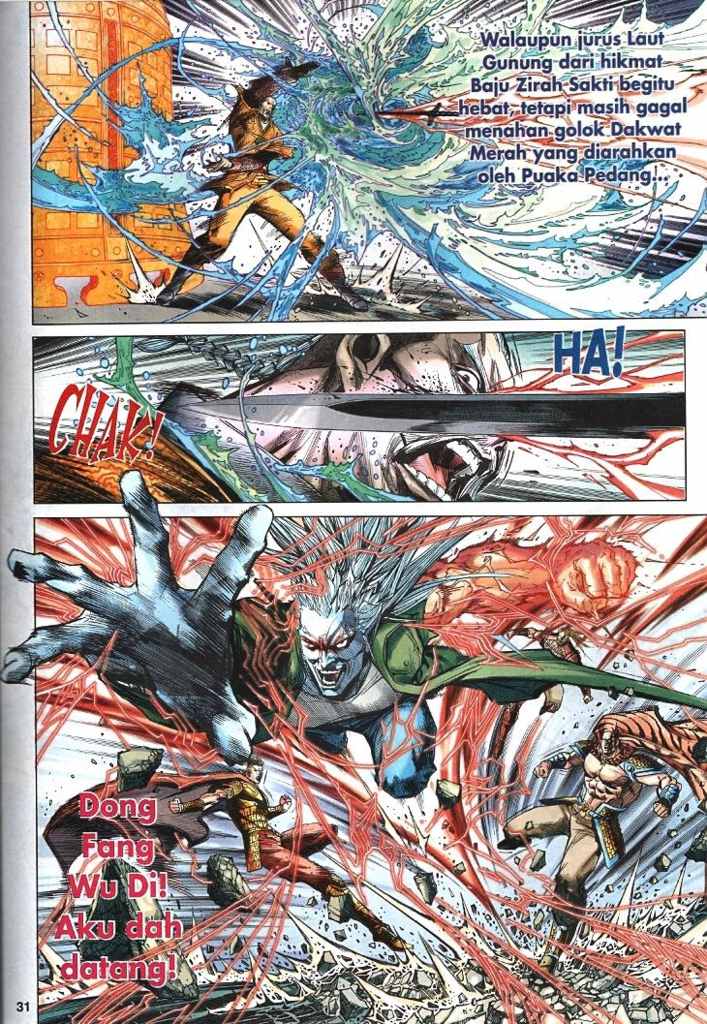 Walaupun jurus Laut
Gunung dari hikmat
Baju Zirah Sakti begitu
hebat, tetapi masih gagal
menahan golok Dakwat
Merah yang diarahkan
oleh Puaka Pedang!...
HA!
CHAK!
Dong
Fang
Wu Di!
Aku dah
datang!
31